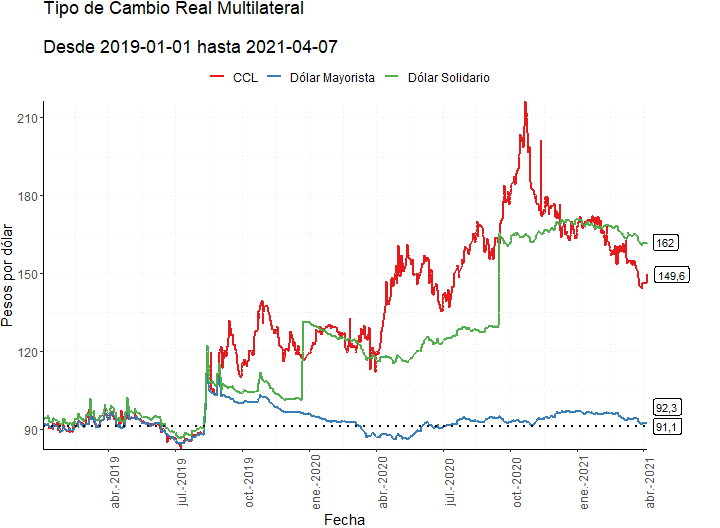 Tipo de Cambio Real Multilateral
Desde 2019-01-01 hasta 2021-04-07
CCL Dólar Mayorista Dólar Solidario
210
180
150
120
90
Pesos por dólar
162
149,6
92,3
91,1
abr.-2019
jul.-2019
oct.-2019
ene.-2020
abr.-2020
jul.-2020
oct.-2020
ene.-2021
abr.-2021
Fecha